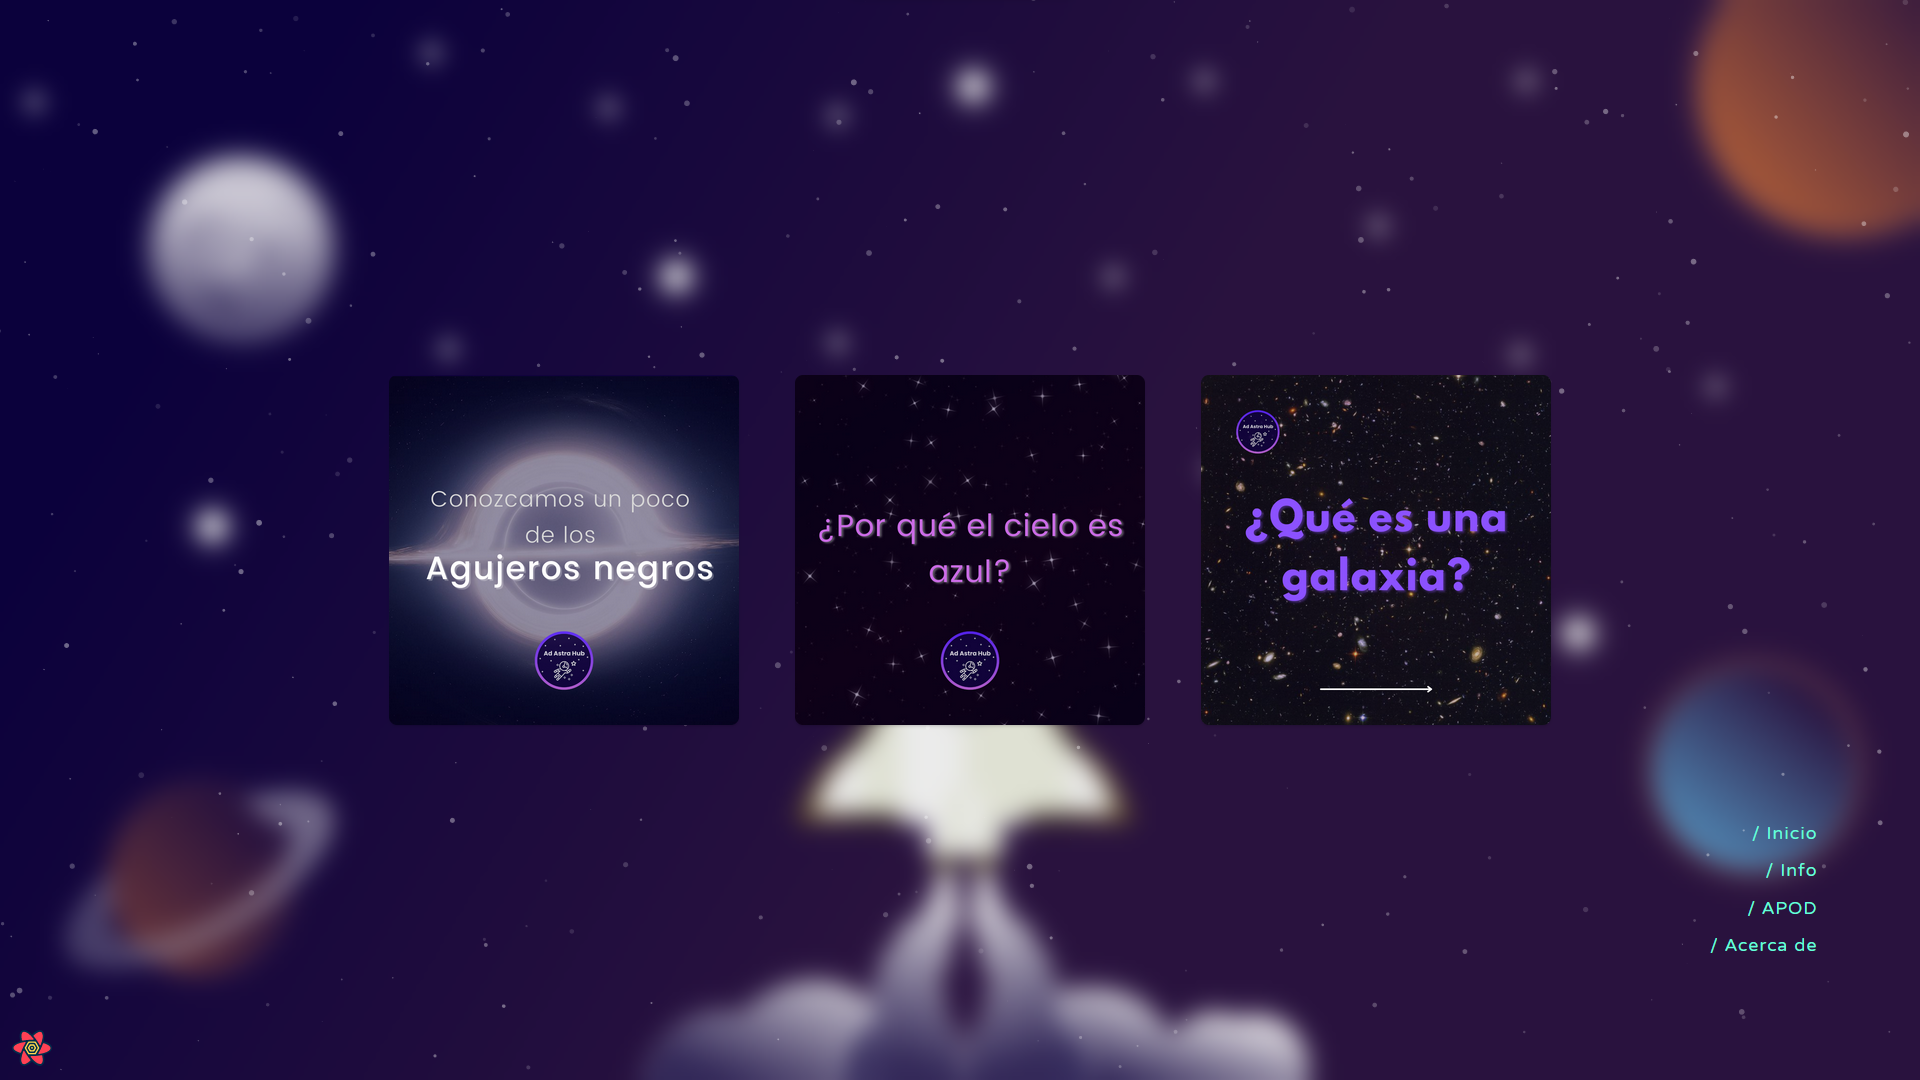 Conozcamos un poco
de los
Agujeros negros
Ad Astra Hub
¿Por qué el cielo es
azul?
Ad Astra Hub
Ad Astra Hub
¿Qué es una
galaxia?
/ Inicio
/ Info
/ APOD
/ Acerca de